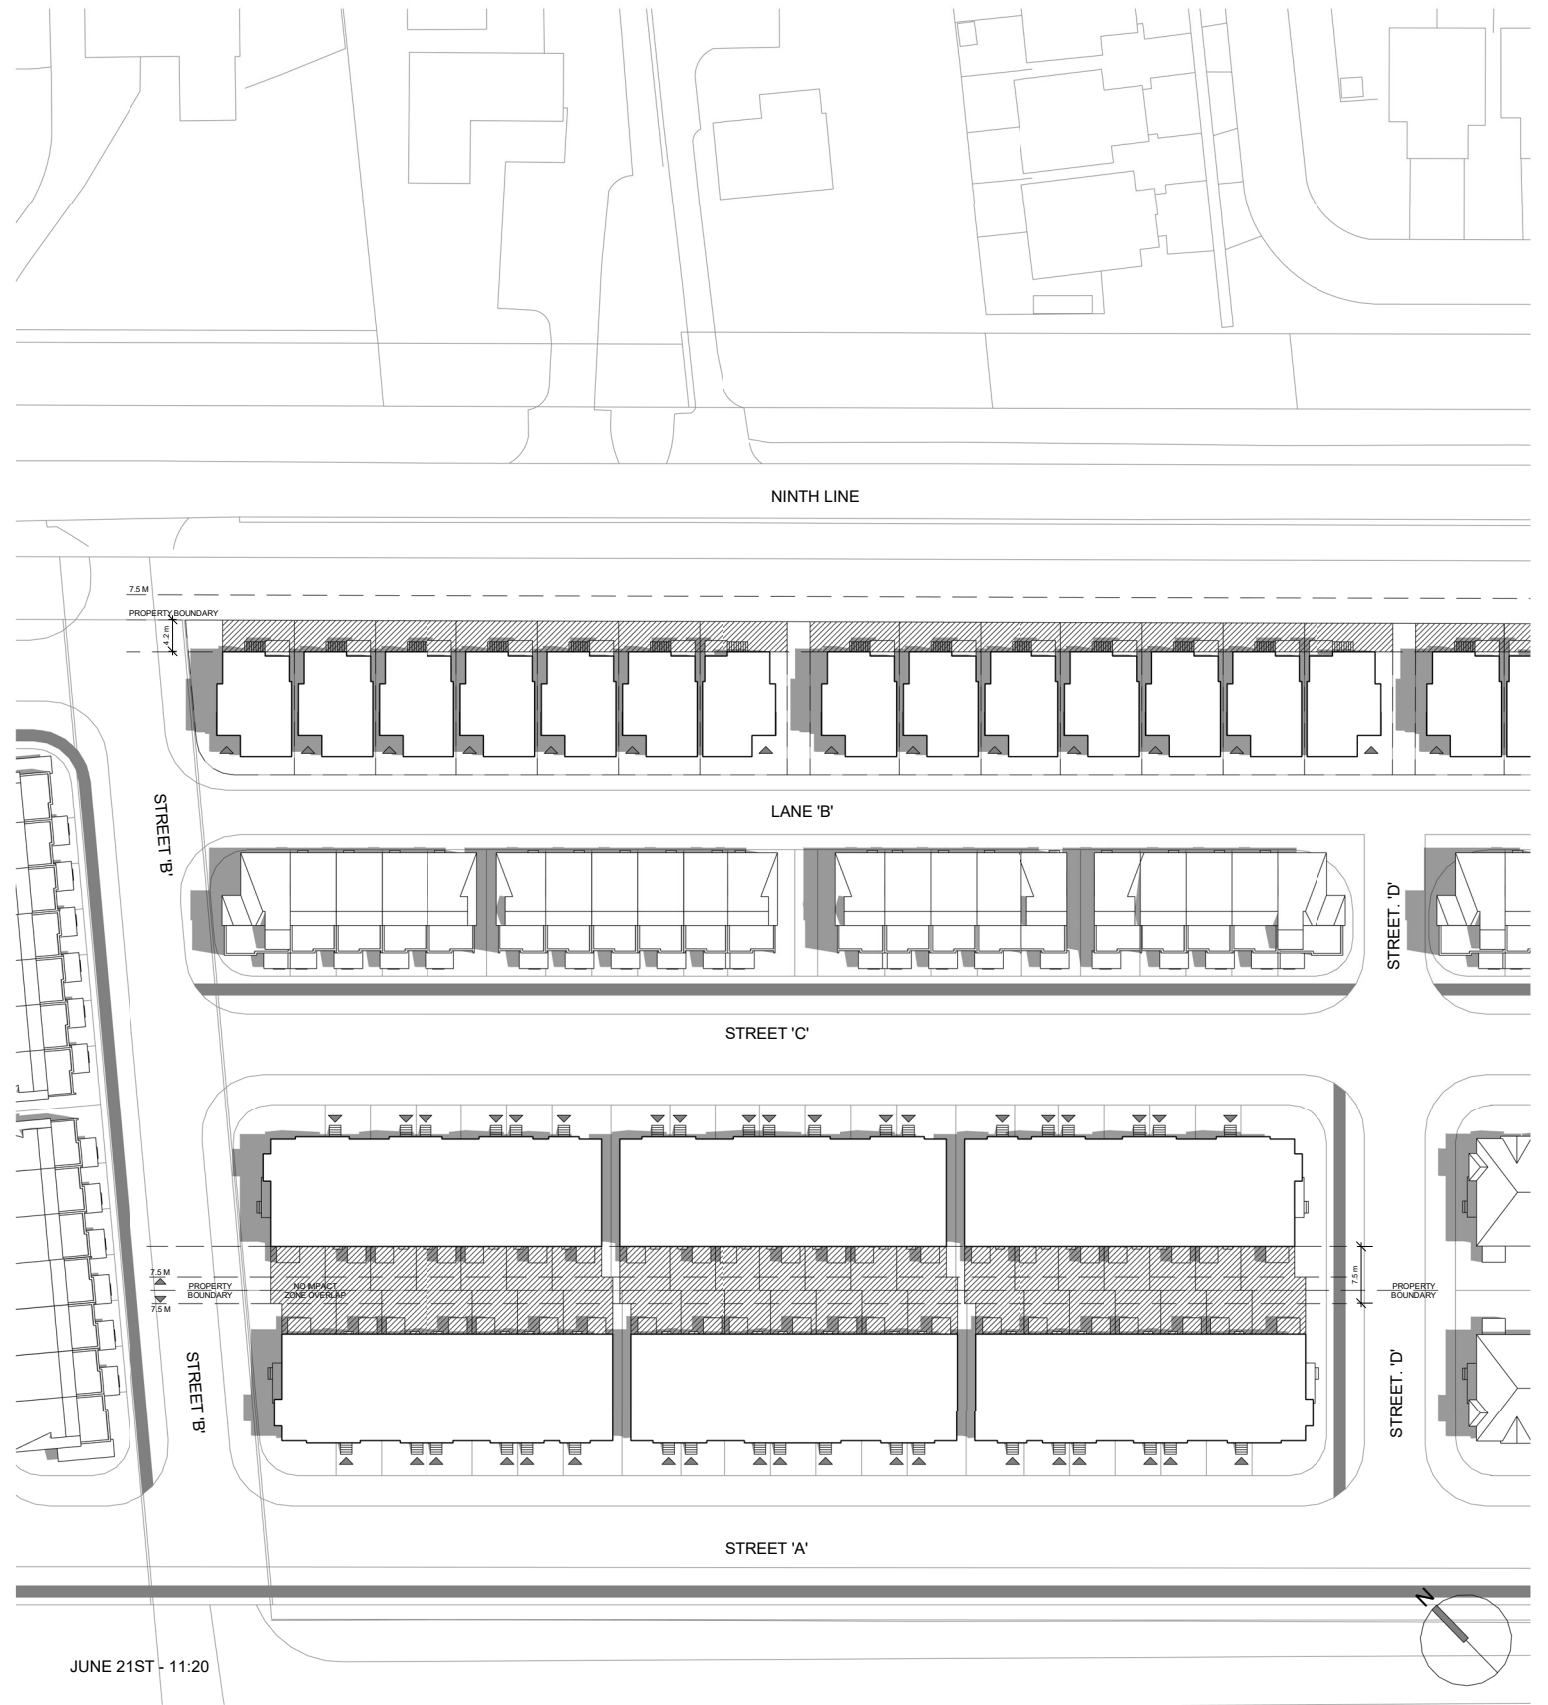 NINTH LINE
7.5 M
PROPERTY BOUNDARY
4.2 m
LANE 'B'
STREET 'B'
STREET. 'D'
STREET 'C'
7.5 M
PROPERTY
BOUNDARY
NO IMPACT
ZONE OVERLAP
7.5 M
7.5 m
PROPERTY
BOUNDARY
STREET 'B'
STREET. 'D'
STREET 'A'
N
JUNE 21ST - 11:20